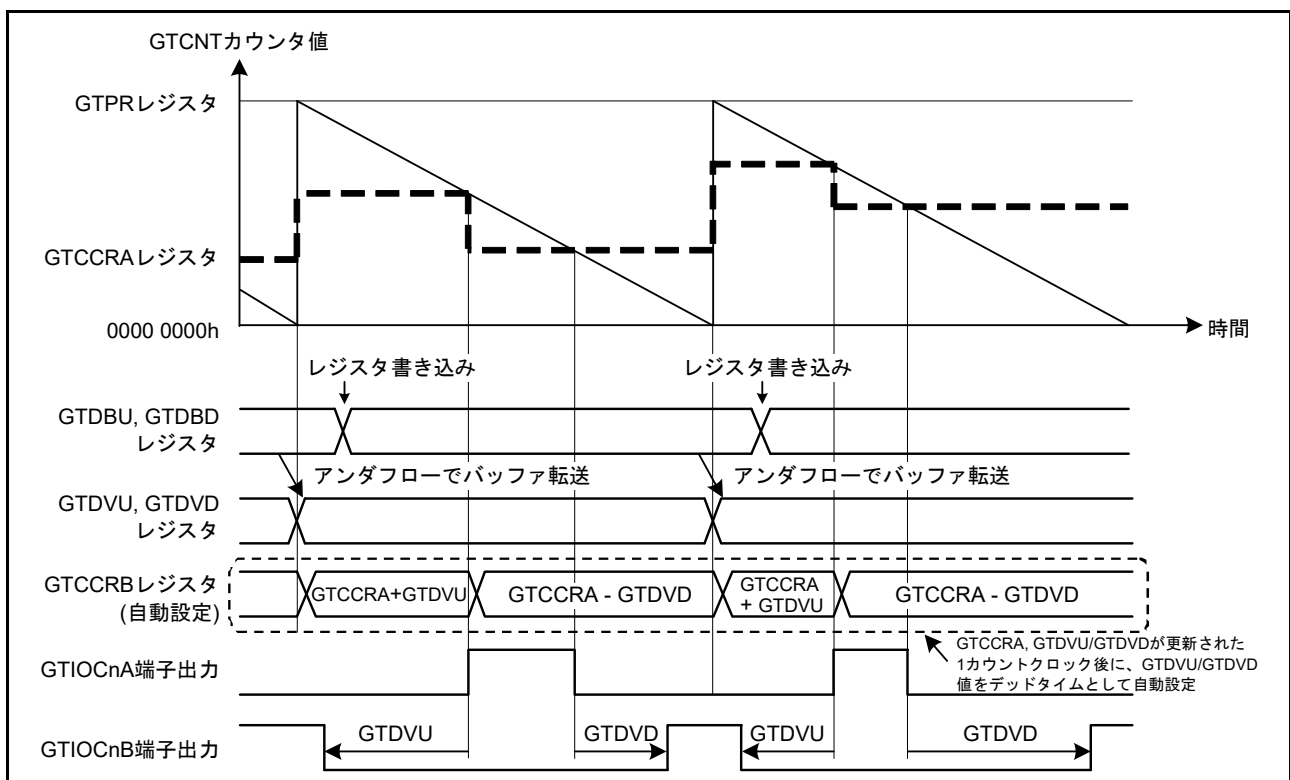 GTCNTカウンタ値
GTPRレジスタ
GTCCRAレジスタ
0000 0000h
時間
レジスタ書き込み
レジスタ書き込み
GTDBU, GTDBD
レジスタ
アンダフローでバッファ転送
アンダフローでバッファ転送
GTDVU, GTDVD
レジスタ
GTCCRBレジスタ
(自動設定)
GTCCRA+GTDVU
GTCCRA - GTDVD
GTCCRA
+ GTDVU
GTCCRA - GTDVD
GTCCRA, GTDVU/GTDVDが更新された
1カウントクロック後に、GTDVU/GTDVD
値をデッドタイムとして自動設定
GTIOCnA端子出力
GTIOCnB端子出力
GTDVU
GTDVD
GTDVU
GTDVD